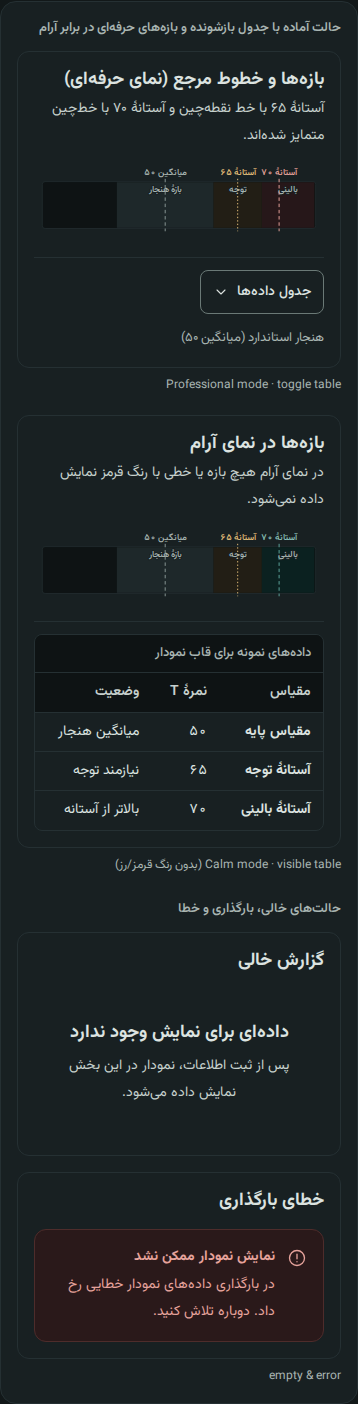 حالت آماده با جدول بازشونده و بازه‌های حرفه‌ای در برابر آرام
بازه‌ها و خطوط مرجع (نمای حرفه‌ای)
آستانهٔ ۶۵ با خط نقطه‌چین و آستانهٔ ۷۰ با خط‌چین
متمایز شده‌اند.
میانگین ۵۰ آستانهٔ ۶۵ آستانهٔ ۷۰
بازهٔ هنجار توجه بالینی
جدول داده‌ها
هنجار استاندارد (میانگین ۵۰)
Professional mode · toggle table
بازه‌ها در نمای آرام
در نمای آرام هیچ بازه یا خطی با رنگ قرمز نمایش
داده نمی‌شود.
میانگین ۵۰ آستانهٔ ۶۵ آستانهٔ ۷۰
بازهٔ هنجار توجه بالینی
داده‌های نمونه برای قاب نمودار
مقیاس نمرهٔ T وضعیت
مقیاس پایه ۵۰ میانگین هنجار
آستانهٔ توجه ۶۵ نیازمند توجه
آستانهٔ بالینی ۷۰ بالاتر از آستانه
Calm mode · visible table (بدون رنگ قرمز/رز)
حالت‌های خالی، بارگذاری و خطا
گزارش خالی
داده‌ای برای نمایش وجود ندارد
پس از ثبت اطلاعات، نمودار در این بخش
نمایش داده می‌شود.
خطای بارگذاری
نمایش نمودار ممکن نشد
در بارگذاری داده‌های نمودار خطایی رخ
داد. دوباره تلاش کنید.
empty & error